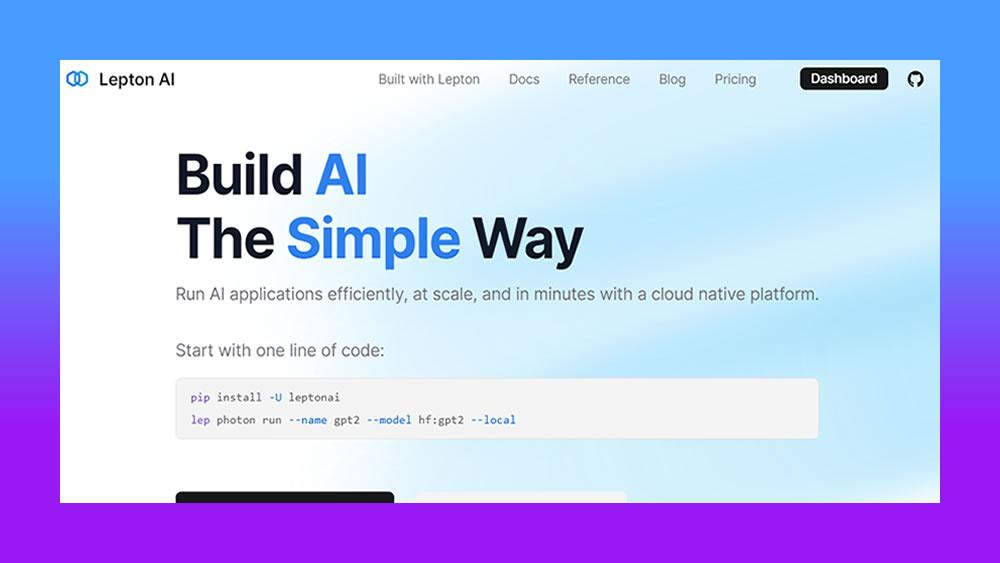 Lepton AI Built with Lepton Docs Reference Blog Pricing Dashboard
Build AI
The Simple Way
Run AI applications efficiently, at scale, and in minutes with a cloud native platform.
Start with one line of code:
pip install -U leptonai
lep photon run --name gpt2 --model hf:gpt2 --local